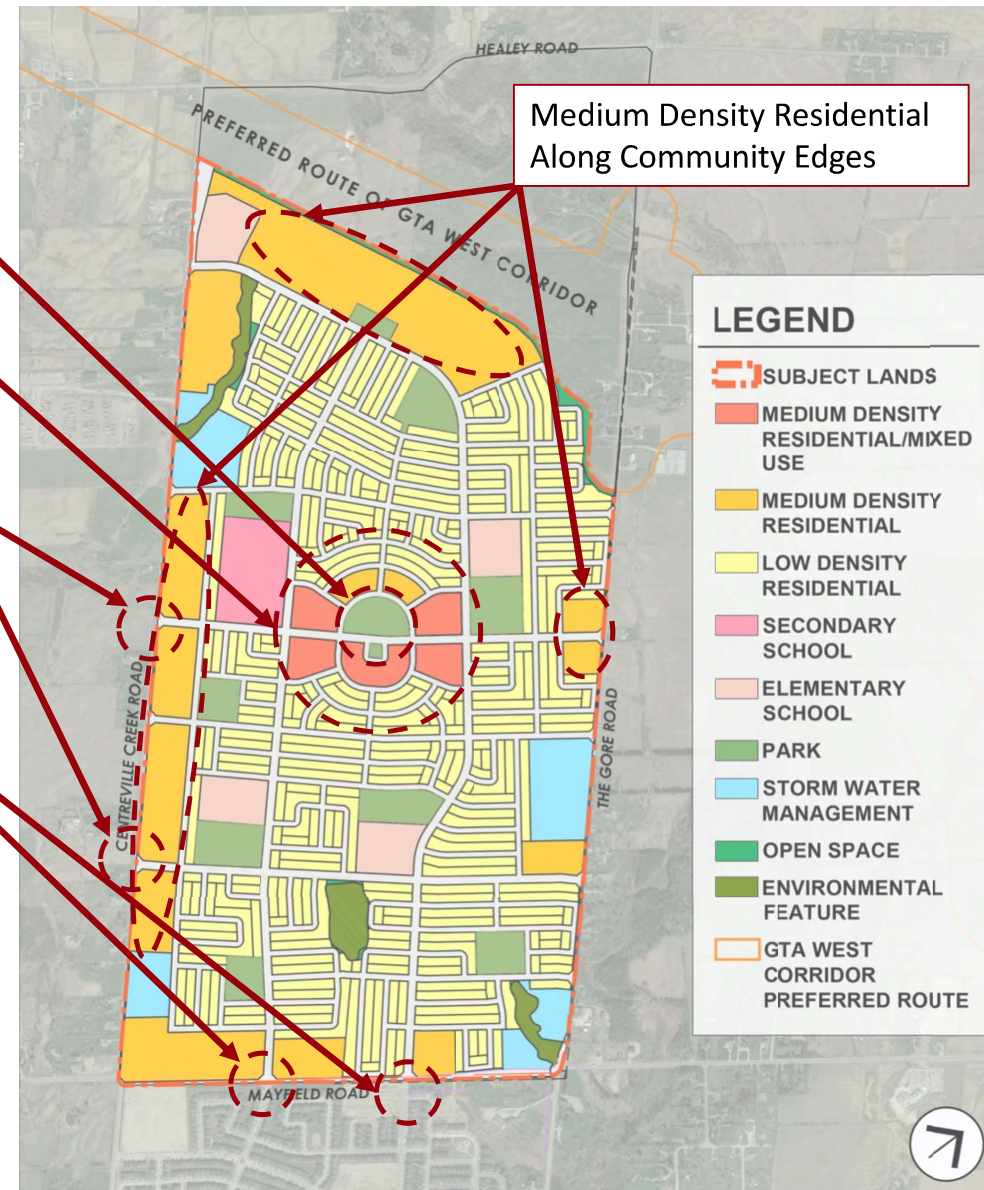 HEALEY ROAD
Medium Density Residential
Along Community Edges
PREFERRED ROUTE OF GTA WEST CORRIDOR
LEGEND
SUBJECT LANDS
MEDIUM DENSITY
RESIDENTIAL/MIXED
USE
MEDIUM DENSITY
RESIDENTIAL
LOW DENSITY
RESIDENTIAL
SECONDARY
SCHOOL
ELEMENTARY
SCHOOL
PARK
STORM WATER
MANAGEMENT
OPEN SPACE
ENVIRONMENTAL
FEATURE
GTA WEST
CORRIDOR
PREFERRED ROUTE
CENTREVILLE CREEK ROAD
THE GORE ROAD
MAYFIELD ROAD